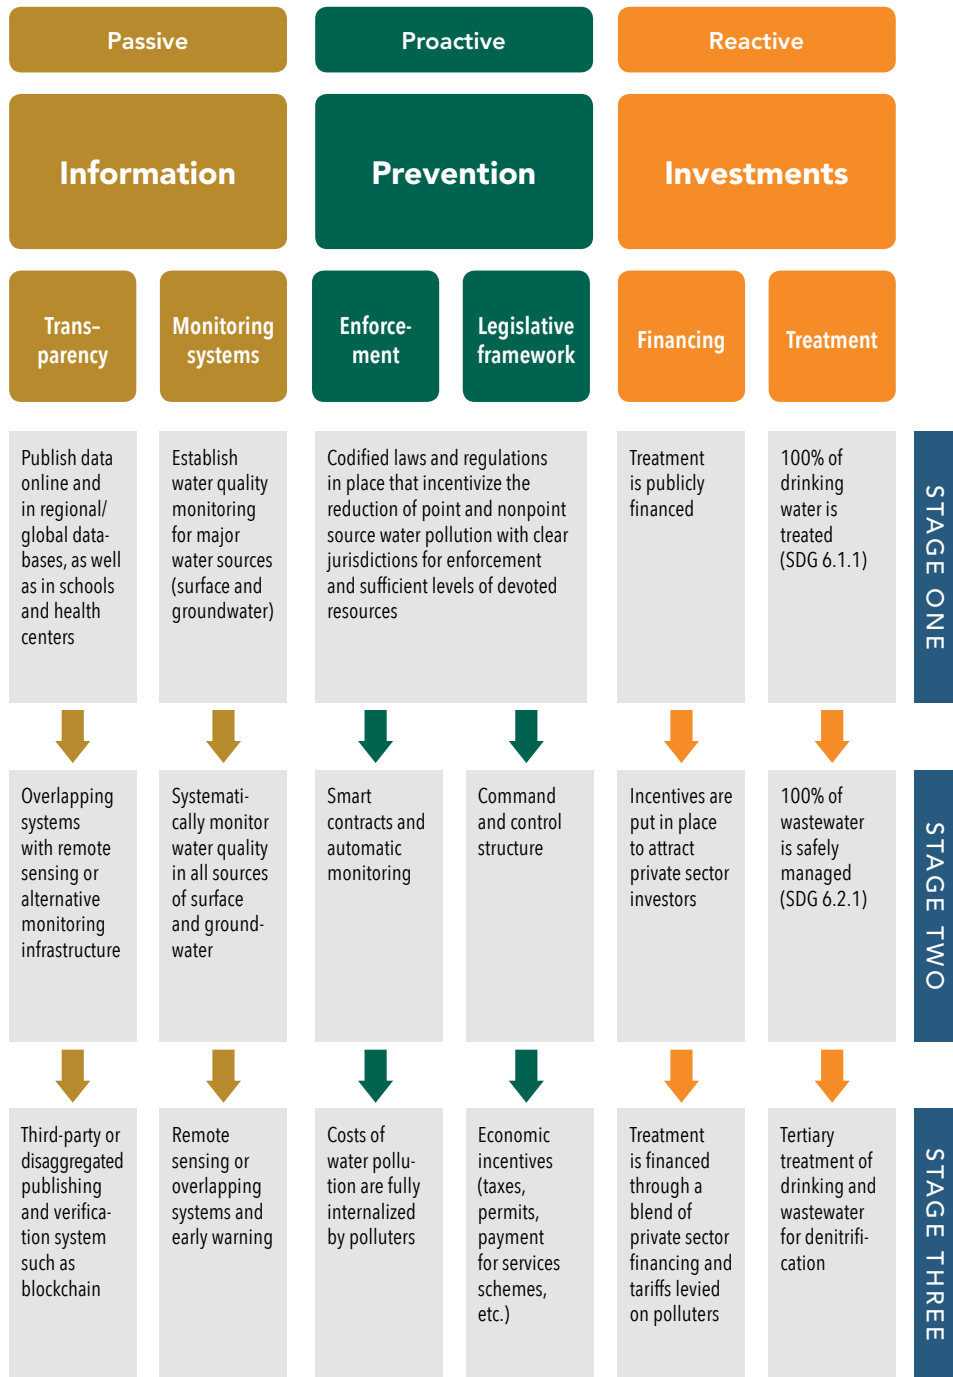 Passive
Proactive
Reactive
Information
Prevention
Investments
Trans–
parency
Monitoring
systems
Enforce-
ment
Legislative
framework
Financing
Treatment
Publish data
online and
in regional/
global data-
bases, as well
as in schools
and health
centers
Establish
water quality
monitoring
for major
water sources
(surface and
groundwater)
Codified laws and regulations
in place that incentivize the
reduction of point and nonpoint
source water pollution with clear
jurisdictions for enforcement
and sufficient levels of devoted
resources
Treatment
is publicly
financed
100% of
drinking
water is
treated
(SDG 6.1.1)
STAGE ONE
Overlapping
systems
with remote
sensing or
alternative
monitoring
infrastructure
Systemati-
cally monitor
water quality
in all sources
of surface
and ground-
water
Smart
contracts and
automatic
monitoring
Command
and control
structure
Incentives are
put in place
to attract
private sector
investors
100% of
wastewater
is safely
managed
(SDG 6.2.1)
STAGE TWO
Third-party or
disaggregated
publishing
and verifica-
tion system
such as
blockchain
Remote
sensing or
overlapping
systems and
early warning
Costs of
water pollu-
tion are fully
internalized
by polluters
Economic
incentives
(taxes,
permits,
payment
for services
schemes,
etc.)
Treatment
is financed
through a
blend of
private sector
financing and
tariffs levied
on polluters
Tertiary
treatment of
drinking and
wastewater
for denitrifi-
cation
STAGE THREE